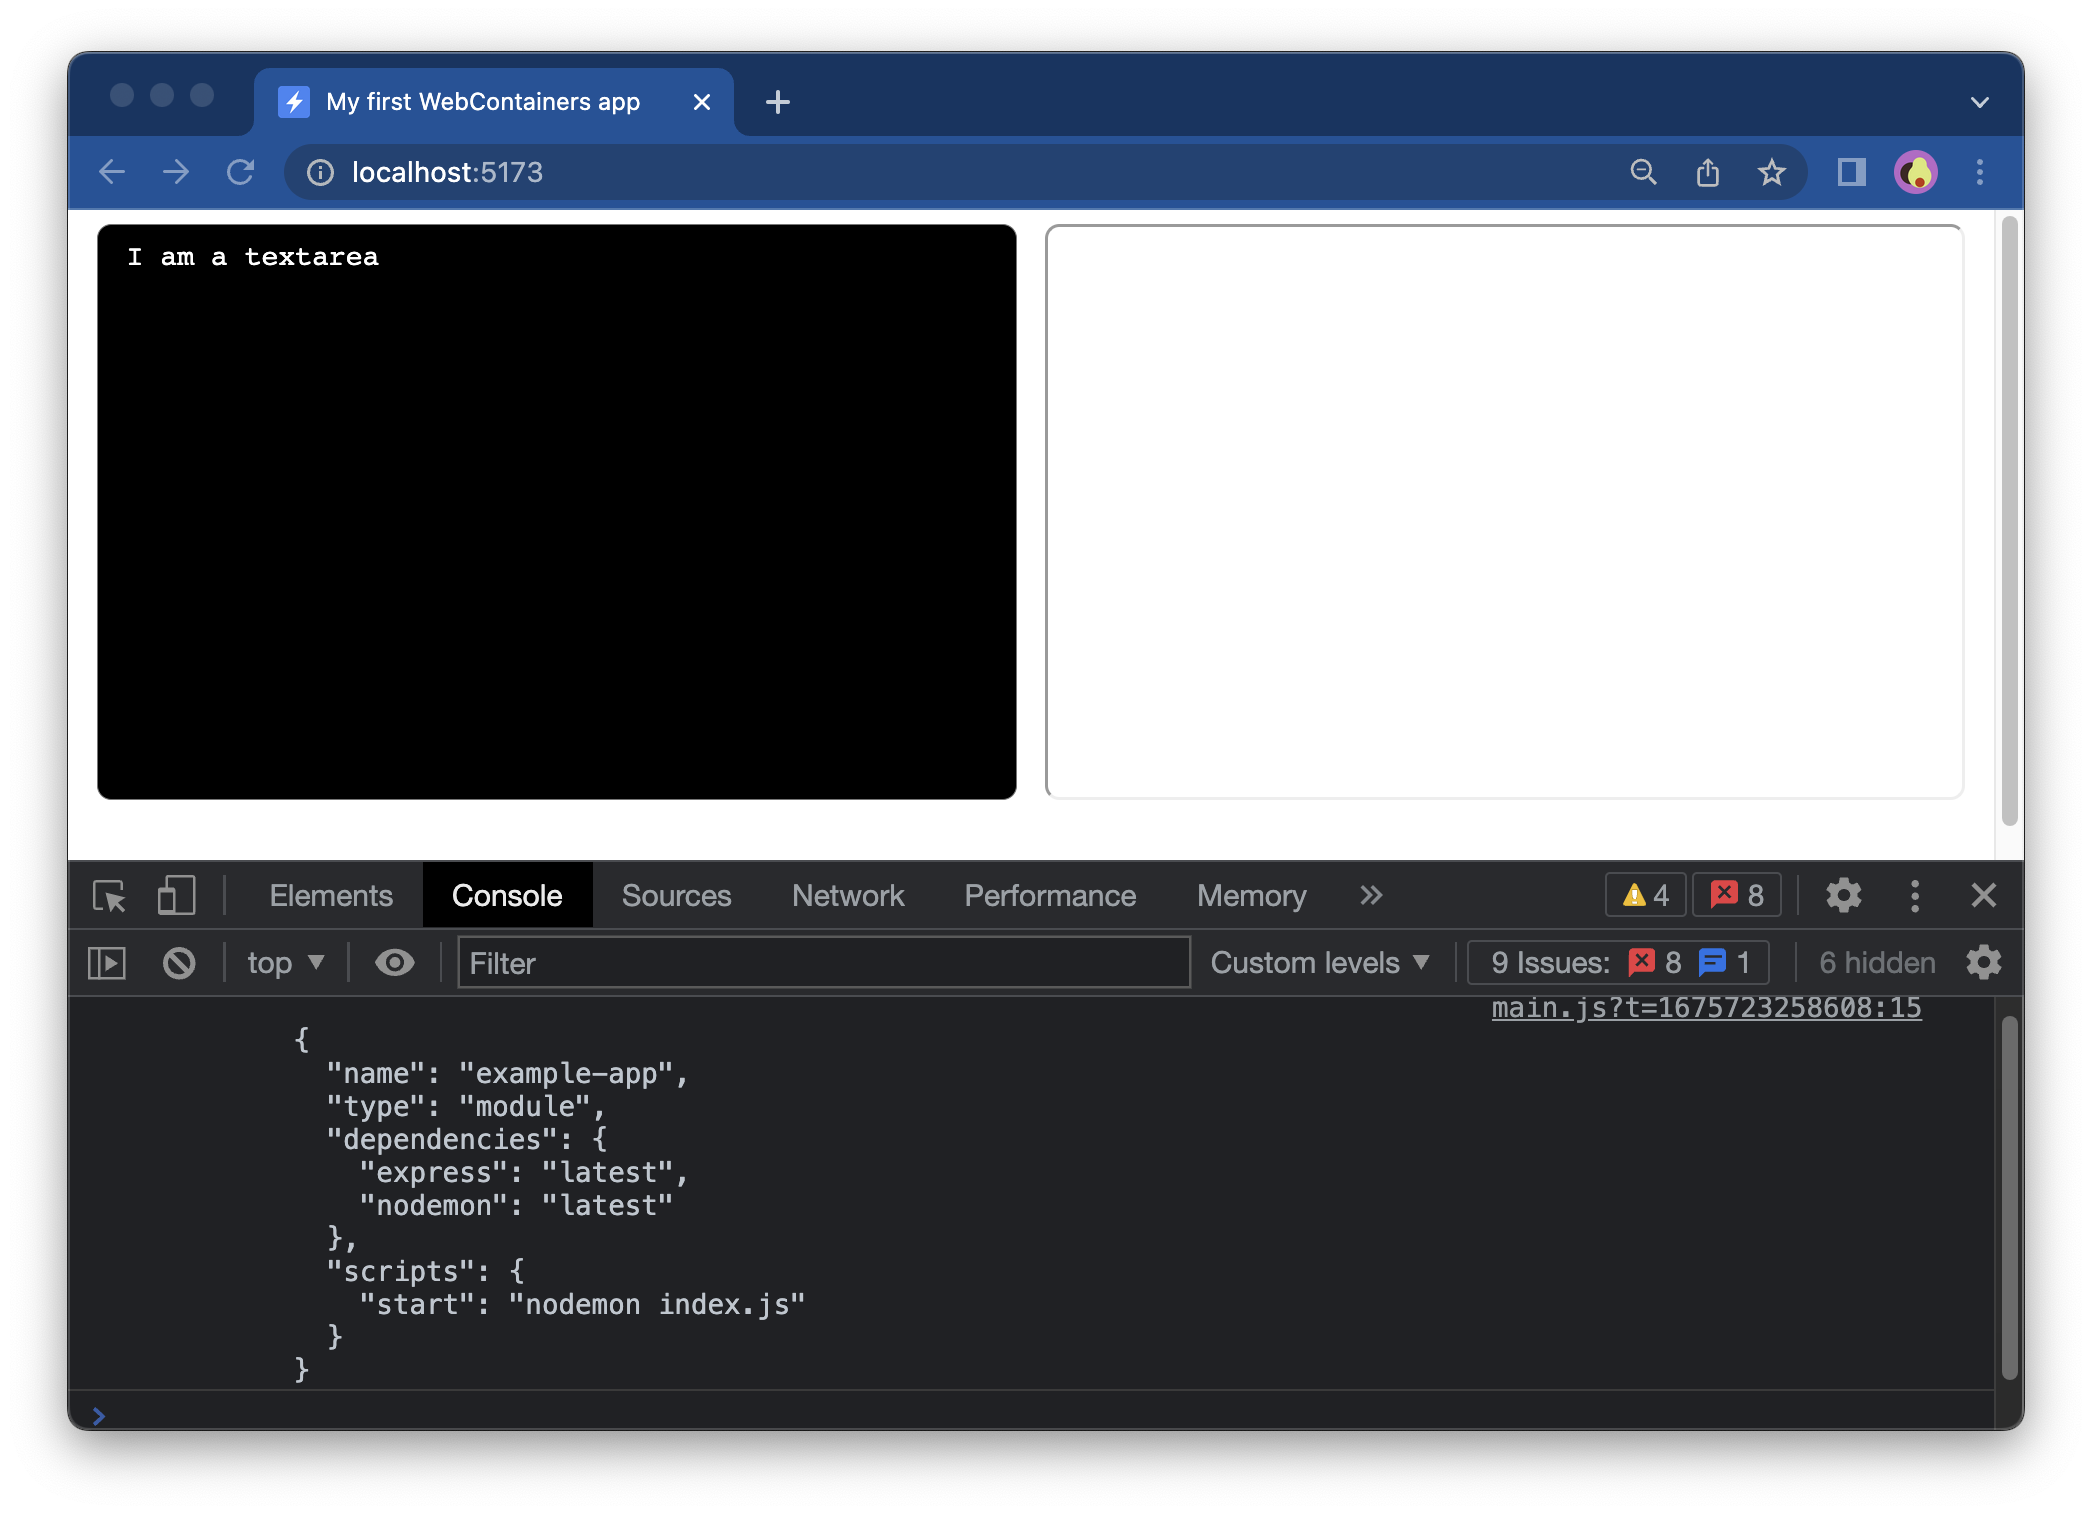 My first WebContainers app
localhost:5173
I am a textarea
Elements Console Sources Network Performance Memory 4 8
top Filter Custom levels 9 Issues: 8 1 6 hidden
main.js?t=1675723258608:15
{
"name": "example-app",
"type": "module",
"dependencies": {
"express": "latest",
"nodemon": "latest"
},
"scripts": {
"start": "nodemon index.js"
}
}